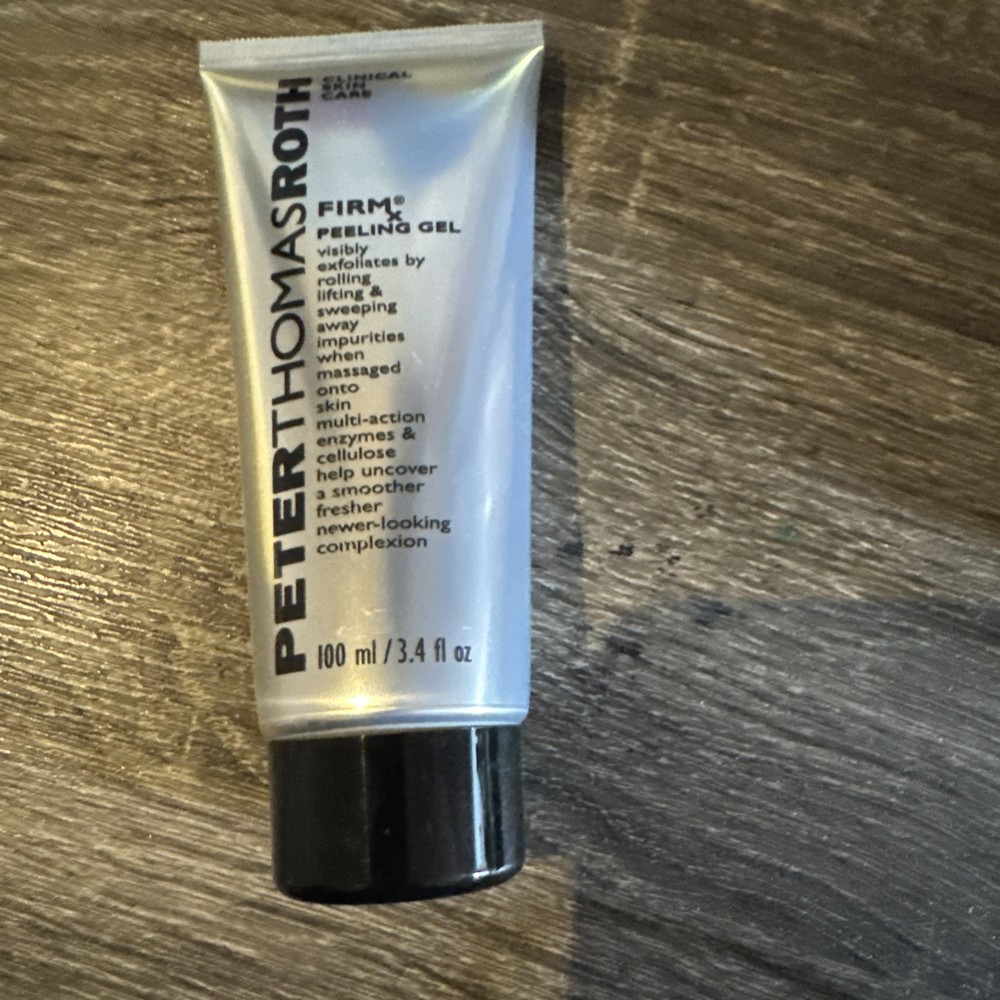 PETERTHOMASROTH
CLINICAL
SKIN
CARE
FIRMX®
PEELING GEL
visibly
exfoliates by
rolling
lifting &
sweeping
away
impurities
when
massaged
onto
skin
multi-action
enzymes &
cellulose
help uncover
a smoother
fresher
newer-looking
complexion
100 ml / 3.4 fl oz